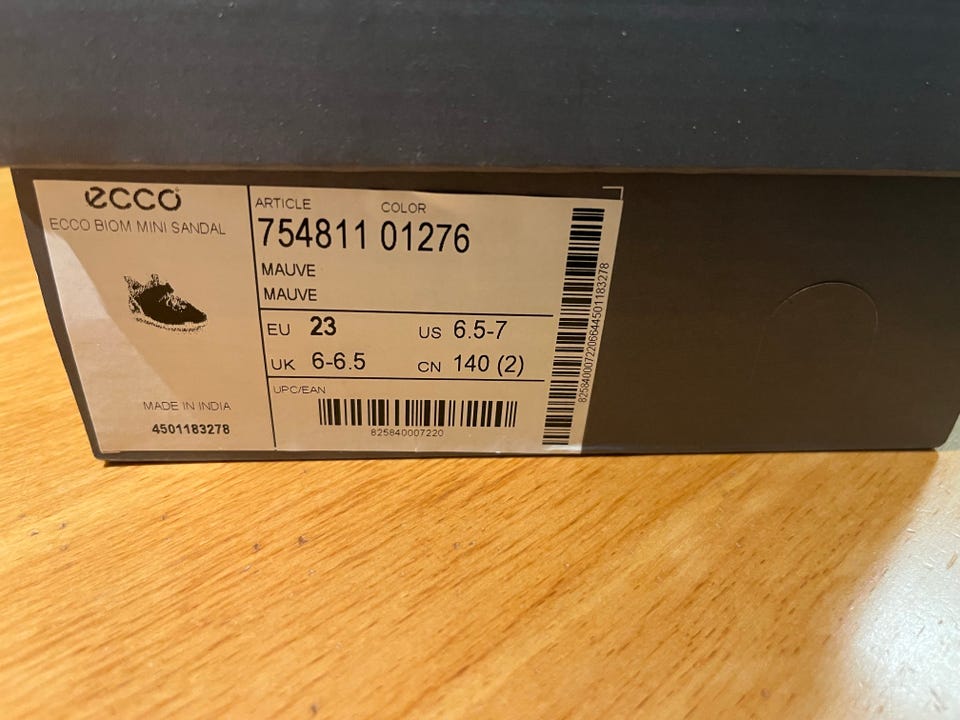 ecco
ECCO BIOM MINI SANDAL
MADE IN INDIA
4501183278
ARTICLE COLOR
754811 01276
MAUVE
MAUVE
EU 23 US 6.5-7
UK 6-6.5 CN 140 (2)
UPC/EAN
825840007220
8258400072206644501183278